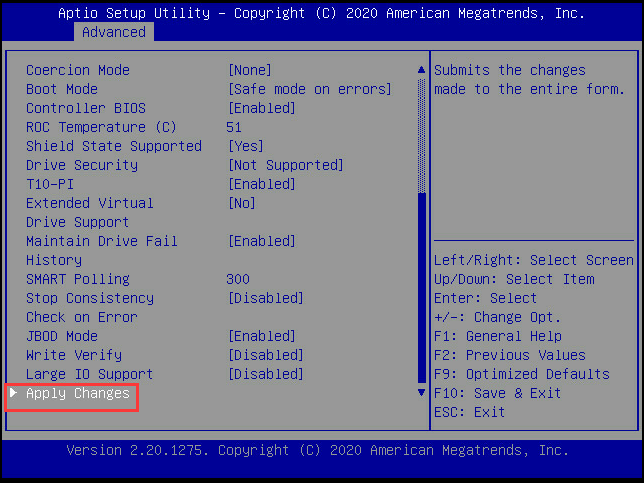 Aptio Setup Utility – Copyright (C) 2020 American Megatrends, Inc.
Advanced
Coercion Mode [None]
Boot Mode [Safe mode on errors]
Controller BIOS [Enabled]
ROC Temperature (C) 51
Shield State Supported [Yes]
Drive Security [Not Supported]
T10-PI [Enabled]
Extended Virtual [No]
Drive Support
Maintain Drive Fail [Enabled]
History
SMART Polling 300
Stop Consistency [Disabled]
Check on Error
JBOD Mode [Enabled]
Write Verify [Disabled]
Large IO Support [Disabled]
Apply Changes
Submits the changes
made to the entire form.
Left/Right: Select Screen
Up/Down: Select Item
Enter: Select
+/-: Change Opt.
F1: General Help
F2: Previous Values
F9: Optimized Defaults
F10: Save & Exit
ESC: Exit
Version 2.20.1275. Copyright (C) 2020 American Megatrends, Inc.